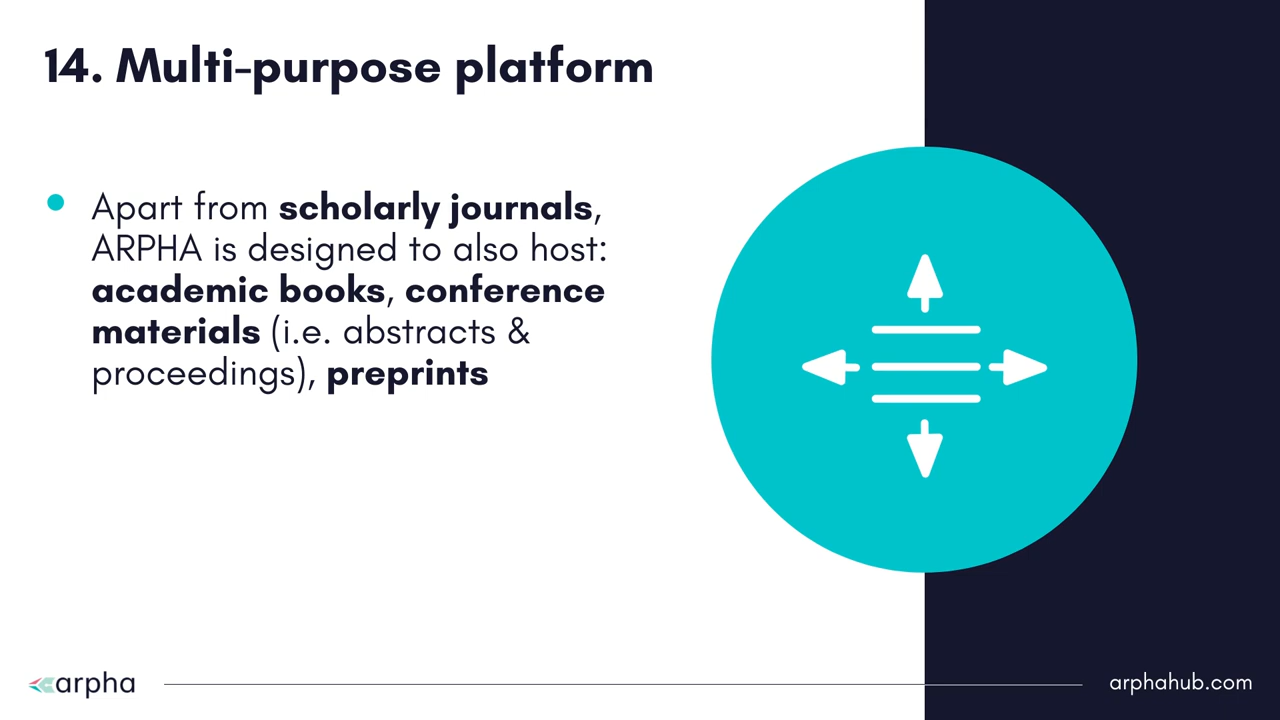 14. Multi-purpose platform
Apart from scholarly journals,
ARPHA is designed to also host:
academic books, conference
materials (i.e. abstracts &
proceedings), preprints
arpha
arphahub.com